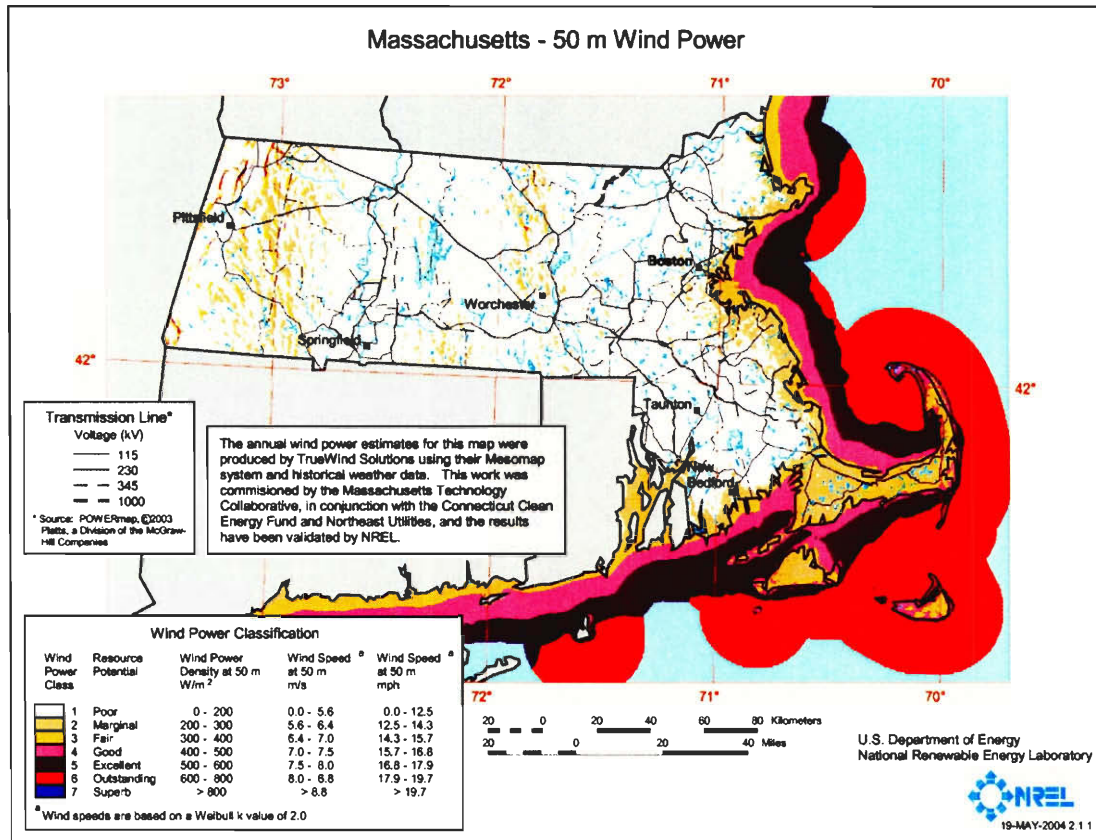 Massachusetts - 50 m Wind Power
73° 72° 71° 70°
Pittsfield
Boston
Worchester
Springfield
42° 42°
Taunton
New
Bedford
Transmission Line*
Voltage (kV)
115
230
345
1000
* Source: POWERmap, ©2003
Platts, a Division of the McGraw-
Hill Companies
The annual wind power estimates for this map were
produced by TrueWind Solutions using their Mesomap
system and historical weather data. This work was
commisioned by the Massachusetts Technology
Collaborative, in conjunction with the Connecticut Clean
Energy Fund and Northeast Utilities, and the results
have been validated by NREL.
72° 71° 70°
Wind Power Classification
Wind Resource Wind Power Wind Speed a Wind Speed a
Power Potential Density at 50 m at 50 m at 50 m
Class W/m 2 m/s mph
1 Poor 0 - 200 0.0 - 5.6 0.0 - 12.5
2 Marginal 200 - 300 5.6 - 6.4 12.5 - 14.3
3 Fair 300 - 400 6.4 - 7.0 14.3 - 15.7
4 Good 400 - 500 7.0 - 7.5 15.7 - 16.8
5 Excellent 500 - 600 7.5 - 8.0 16.8 - 17.9
6 Outstanding 600 - 800 8.0 - 6.8 17.9 - 19.7
7 Superb > 800 > 8.8 > 19.7
a Wind speeds are based on a Weibull k value of 2.0
20 0 20 40 60 80 Kilometers
20 0 20 40 Miles
U.S. Department of Energy
National Renewable Energy Laboratory
NREL
19-MAY-2004 2.1.1